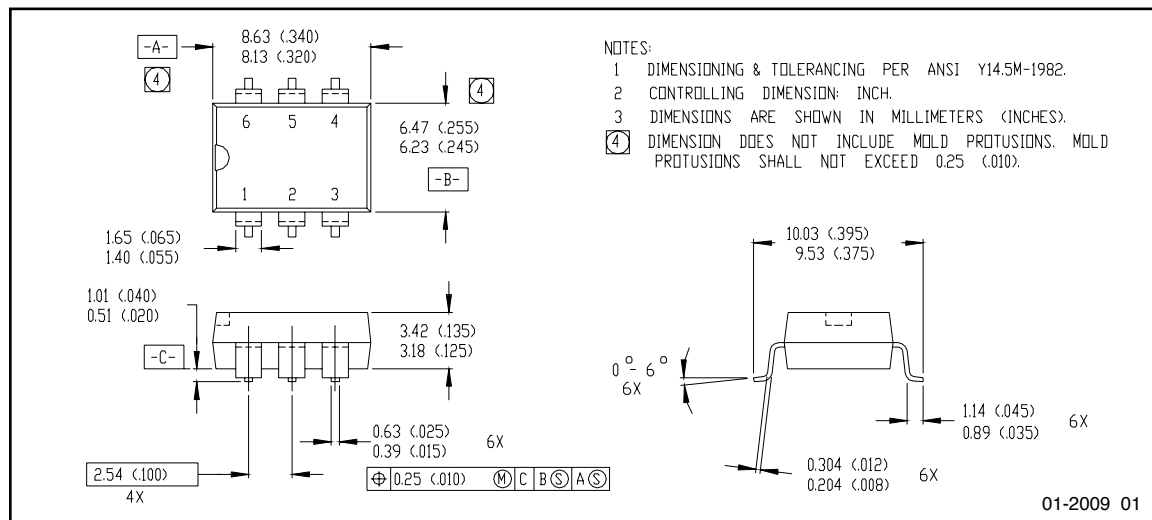 -A-
8.63 (.340)
8.13 (.320)
4
4
6 5 4
1 2 3
6.47 (.255)
6.23 (.245)
-B-
1.65 (.065)
1.40 (.055)
NOTES:
1 DIMENSIONING & TOLERANCING PER ANSI Y14.5M-1982.
2 CONTROLLING DIMENSION: INCH.
3 DIMENSIONS ARE SHOWN IN MILLIMETERS (INCHES).
4 DIMENSION DOES NOT INCLUDE MOLD PROTUSIONS. MOLD
PROTUSIONS SHALL NOT EXCEED 0.25 (.010).
1.01 (.040)
0.51 (.020)
-C-
3.42 (.135)
3.18 (.125)
0.63 (.025)
0.39 (.015)
6X
2.54 (.100)
4X
⌖ 0.25 (.010) Ⓜ C B Ⓢ A Ⓢ
10.03 (.395)
9.53 (.375)
0° - 6°
6X
1.14 (.045)
0.89 (.035)
6X
0.304 (.012)
0.204 (.008)
6X
01-2009 01